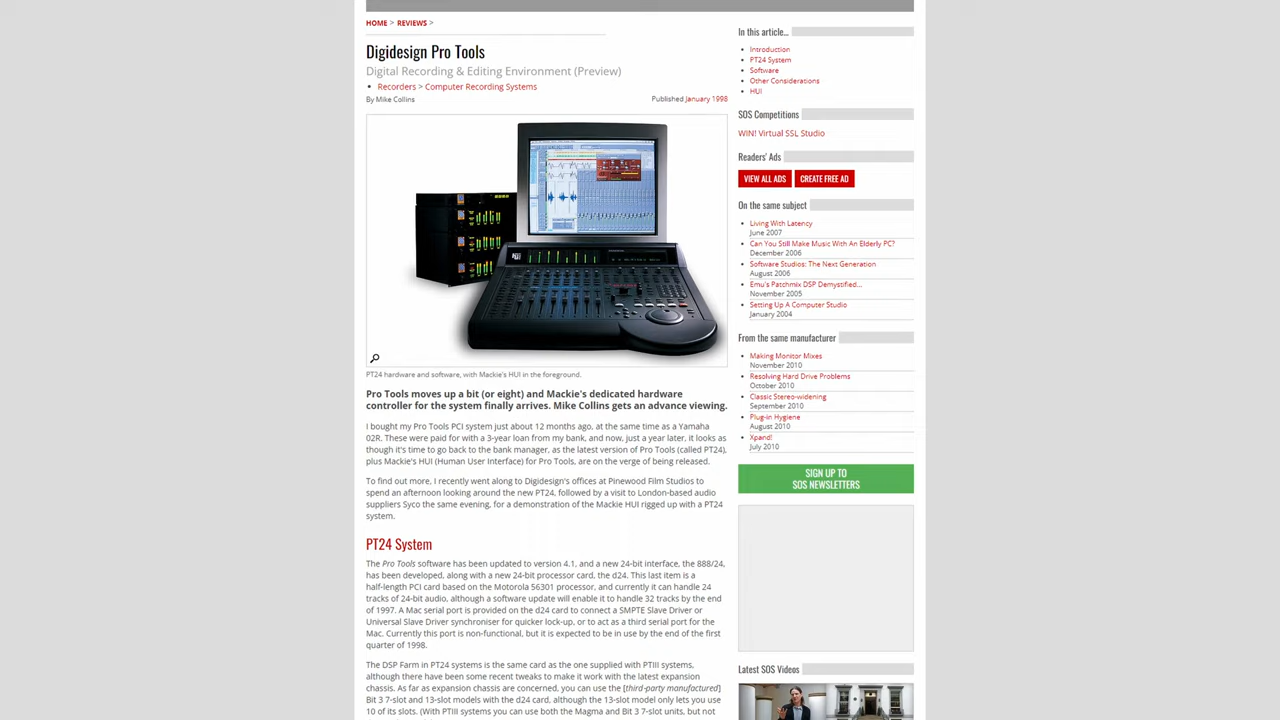 HOME > REVIEWS >
Digidesign Pro Tools
Digital Recording & Editing Environment (Preview)
Recorders > Computer Recording Systems
By Mike Collins
Published January 1998
PT24 hardware and software, with Mackie's HUI in the foreground.
Pro Tools moves up a bit (or eight) and Mackie's dedicated hardware
controller for the system finally arrives. Mike Collins gets an advance viewing.
I bought my Pro Tools PCI system just about 12 months ago, at the same time as a Yamaha
02R. These were paid for with a 3-year loan from my bank, and now, just a year later, it looks as
though it's time to go back to the bank manager, as the latest version of Pro Tools (called PT24),
plus Mackie's HUI (Human User Interface) for Pro Tools, are on the verge of being released.
To find out more, I recently went along to Digidesign's offices at Pinewood Film Studios to
spend an afternoon looking around the new PT24, followed by a visit to London-based audio
suppliers Syco the same evening, for a demonstration of the Mackie HUI rigged up with a PT24
system.
PT24 System
The Pro Tools software has been updated to version 4.1, and a new 24-bit interface, the 888/24,
has been developed, along with a new 24-bit processor card, the d24. This last item is a
half-length PCI card based on the Motorola 56301 processor, and currently it can handle 24
tracks of 24-bit audio, although a software update will enable it to handle 32 tracks by the end
of 1997. A Mac serial port is provided on the d24 card to connect a SMPTE Slave Driver or
Universal Slave Driver synchroniser for quicker lock-up, or to act as a third serial port for the
Mac. Currently this port is non-functional, but it is expected to be in use by the end of the first
quarter of 1998.
The DSP Farm in PT24 systems is the same card as the one supplied with PTIII systems,
although there have been some recent tweaks to make it work with the latest expansion
chassis. As far as expansion chassis are concerned, you can use the [third-party manufactured]
Bit 3 7-slot and 13-slot models with the d24 card, although the 13-slot model only lets you use
10 of its slots. (With PTIII systems you can use both the Magma and Bit 3 7-slot units, but not
In this article...
Introduction
PT24 System
Software
Other Considerations
HUI
SOS Competitions
WIN! Virtual SSL Studio
Readers' Ads
VIEW ALL ADS
CREATE FREE AD
On the same subject
Living With Latency
June 2007
Can You Still Make Music With An Elderly PC?
December 2006
Software Studios: The Next Generation
August 2006
Emu's Patchmix DSP Demystified...
November 2005
Setting Up A Computer Studio
January 2004
From the same manufacturer
Making Monitor Mixes
November 2010
Resolving Hard Drive Problems
October 2010
Classic Stereo-widening
September 2010
Plug-in Hygiene
August 2010
Xpand!
July 2010
SIGN UP TO
SOS NEWSLETTERS
Latest SOS Videos